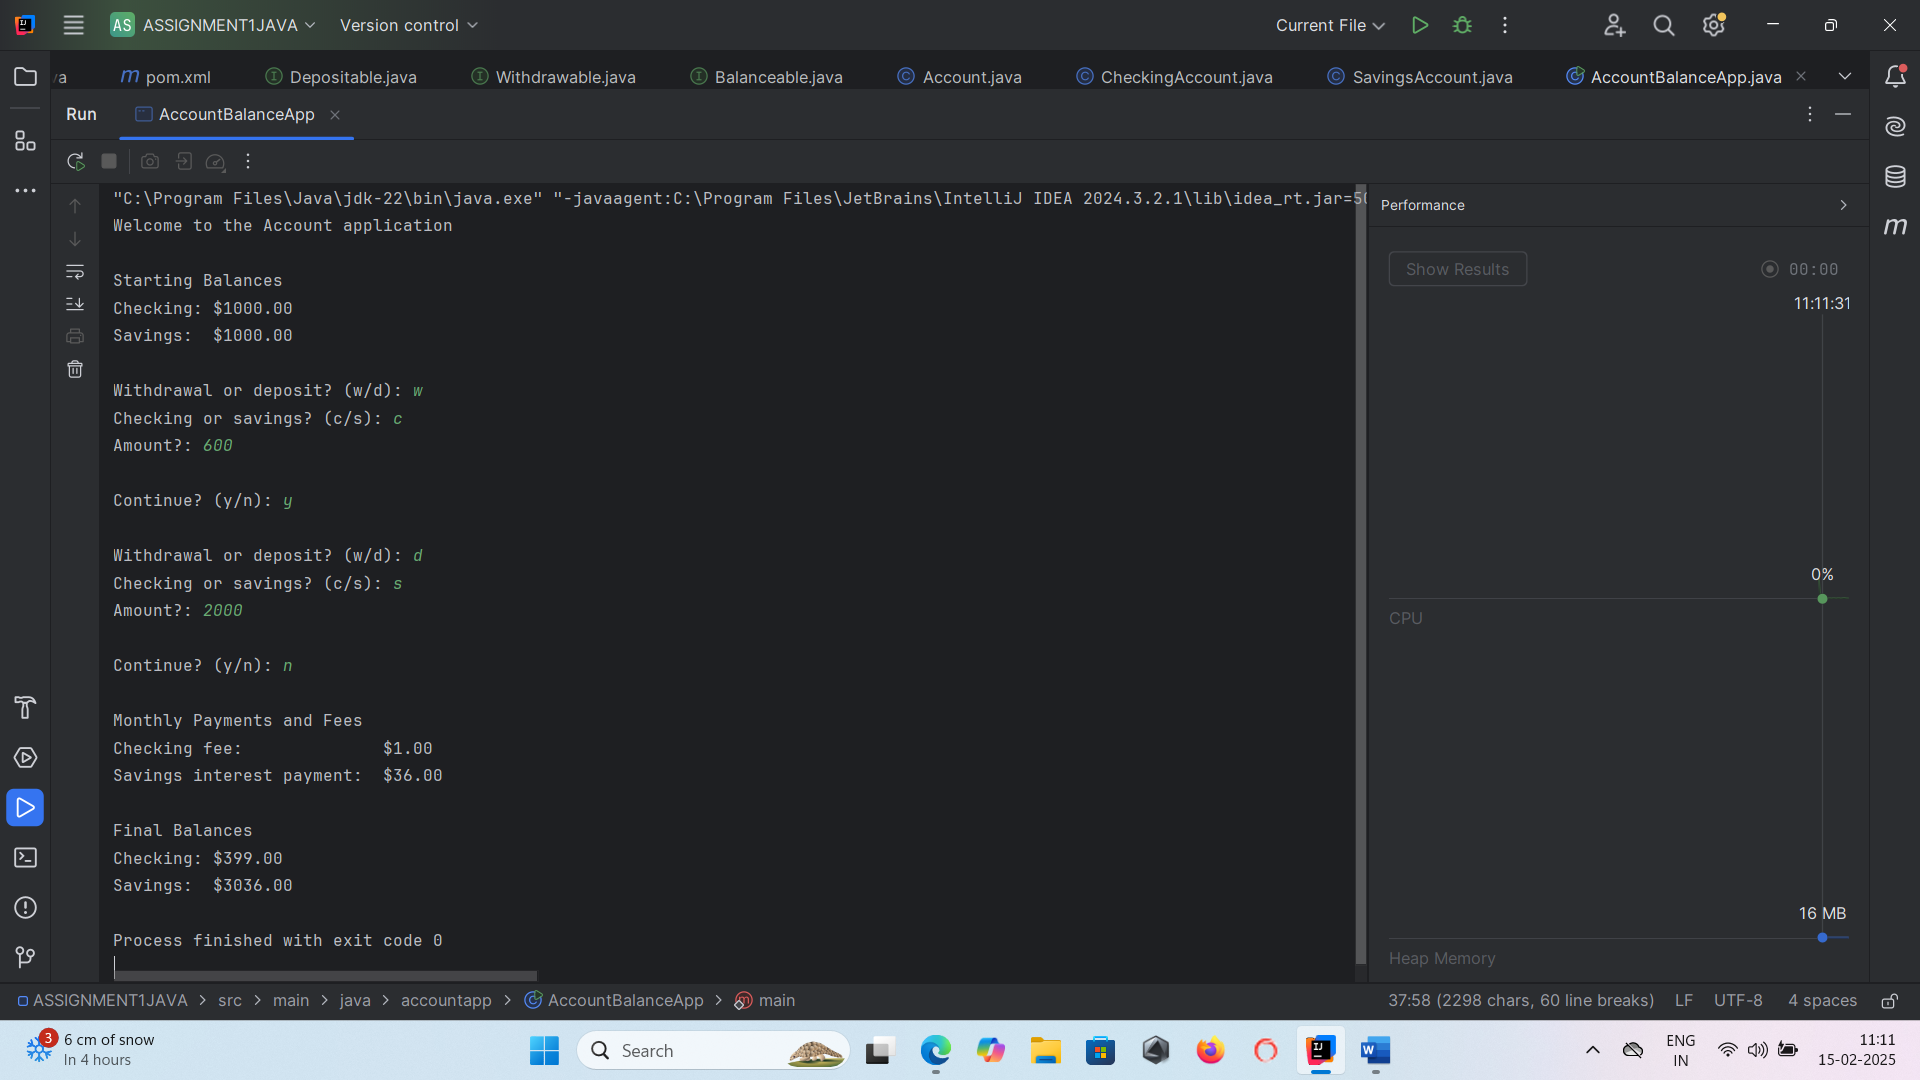 AS ASSIGNMENT1JAVA Version control Current File
va pom.xml Depositable.java Withdrawable.java Balanceable.java Account.java CheckingAccount.java SavingsAccount.java AccountBalanceApp.java
Run AccountBalanceApp
"C:\Program Files\Java\jdk-22\bin\java.exe" "-javaagent:C:\Program Files\JetBrains\IntelliJ IDEA 2024.3.2.1\lib\idea_rt.jar=50
Welcome to the Account application
Starting Balances
Checking: $1000.00
Savings:  $1000.00
Withdrawal or deposit? (w/d): w
Checking or savings? (c/s): c
Amount?: 600
Continue? (y/n): y
Withdrawal or deposit? (w/d): d
Checking or savings? (c/s): s
Amount?: 2000
Continue? (y/n): n
Monthly Payments and Fees
Checking fee:              $1.00
Savings interest payment:  $36.00
Final Balances
Checking: $399.00
Savings:  $3036.00
Process finished with exit code 0
Performance
Show Results 00:00
11:11:31
0%
CPU
16 MB
Heap Memory
ASSIGNMENT1JAVA > src > main > java > accountapp > AccountBalanceApp > main 37:58 (2298 chars, 60 line breaks) LF UTF-8 4 spaces
3 6 cm of snow
In 4 hours
Search
ENG
IN
11:11
15-02-2025